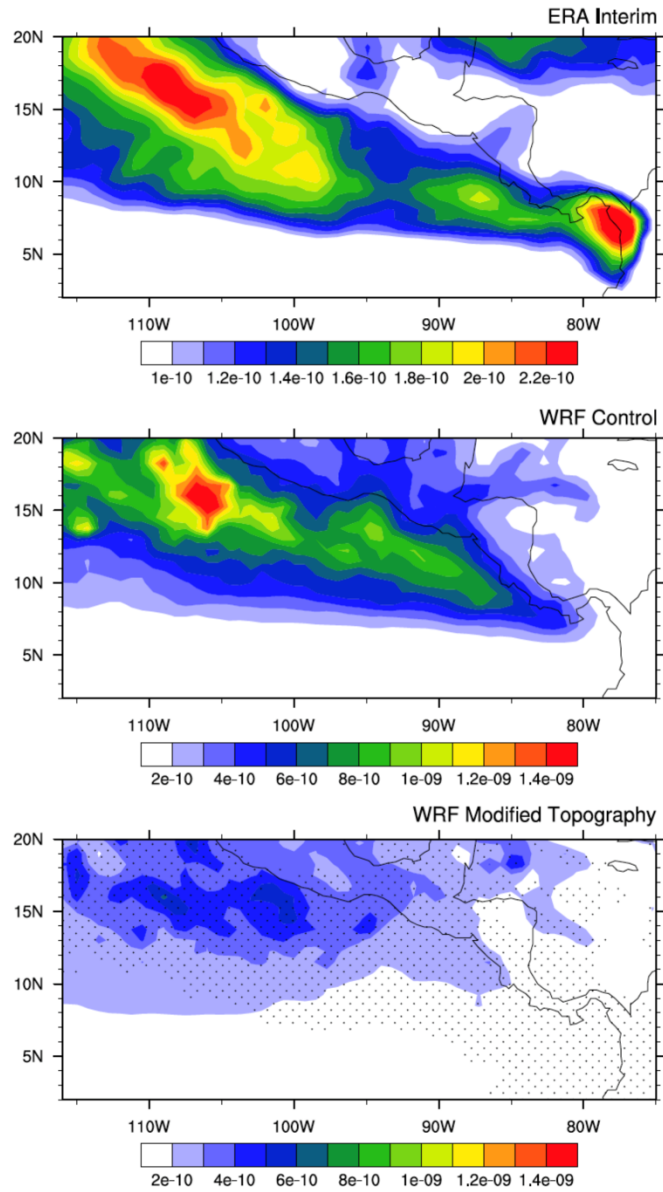 ERA Interim
20N
15N
10N
5N
110W 100W 90W 80W
1e-10 1.2e-10 1.4e-10 1.6e-10 1.8e-10 2e-10 2.2e-10
WRF Control
20N
15N
10N
5N
110W 100W 90W 80W
2e-10 4e-10 6e-10 8e-10 1e-09 1.2e-09 1.4e-09
WRF Modified Topography
20N
15N
10N
5N
110W 100W 90W 80W
2e-10 4e-10 6e-10 8e-10 1e-09 1.2e-09 1.4e-09